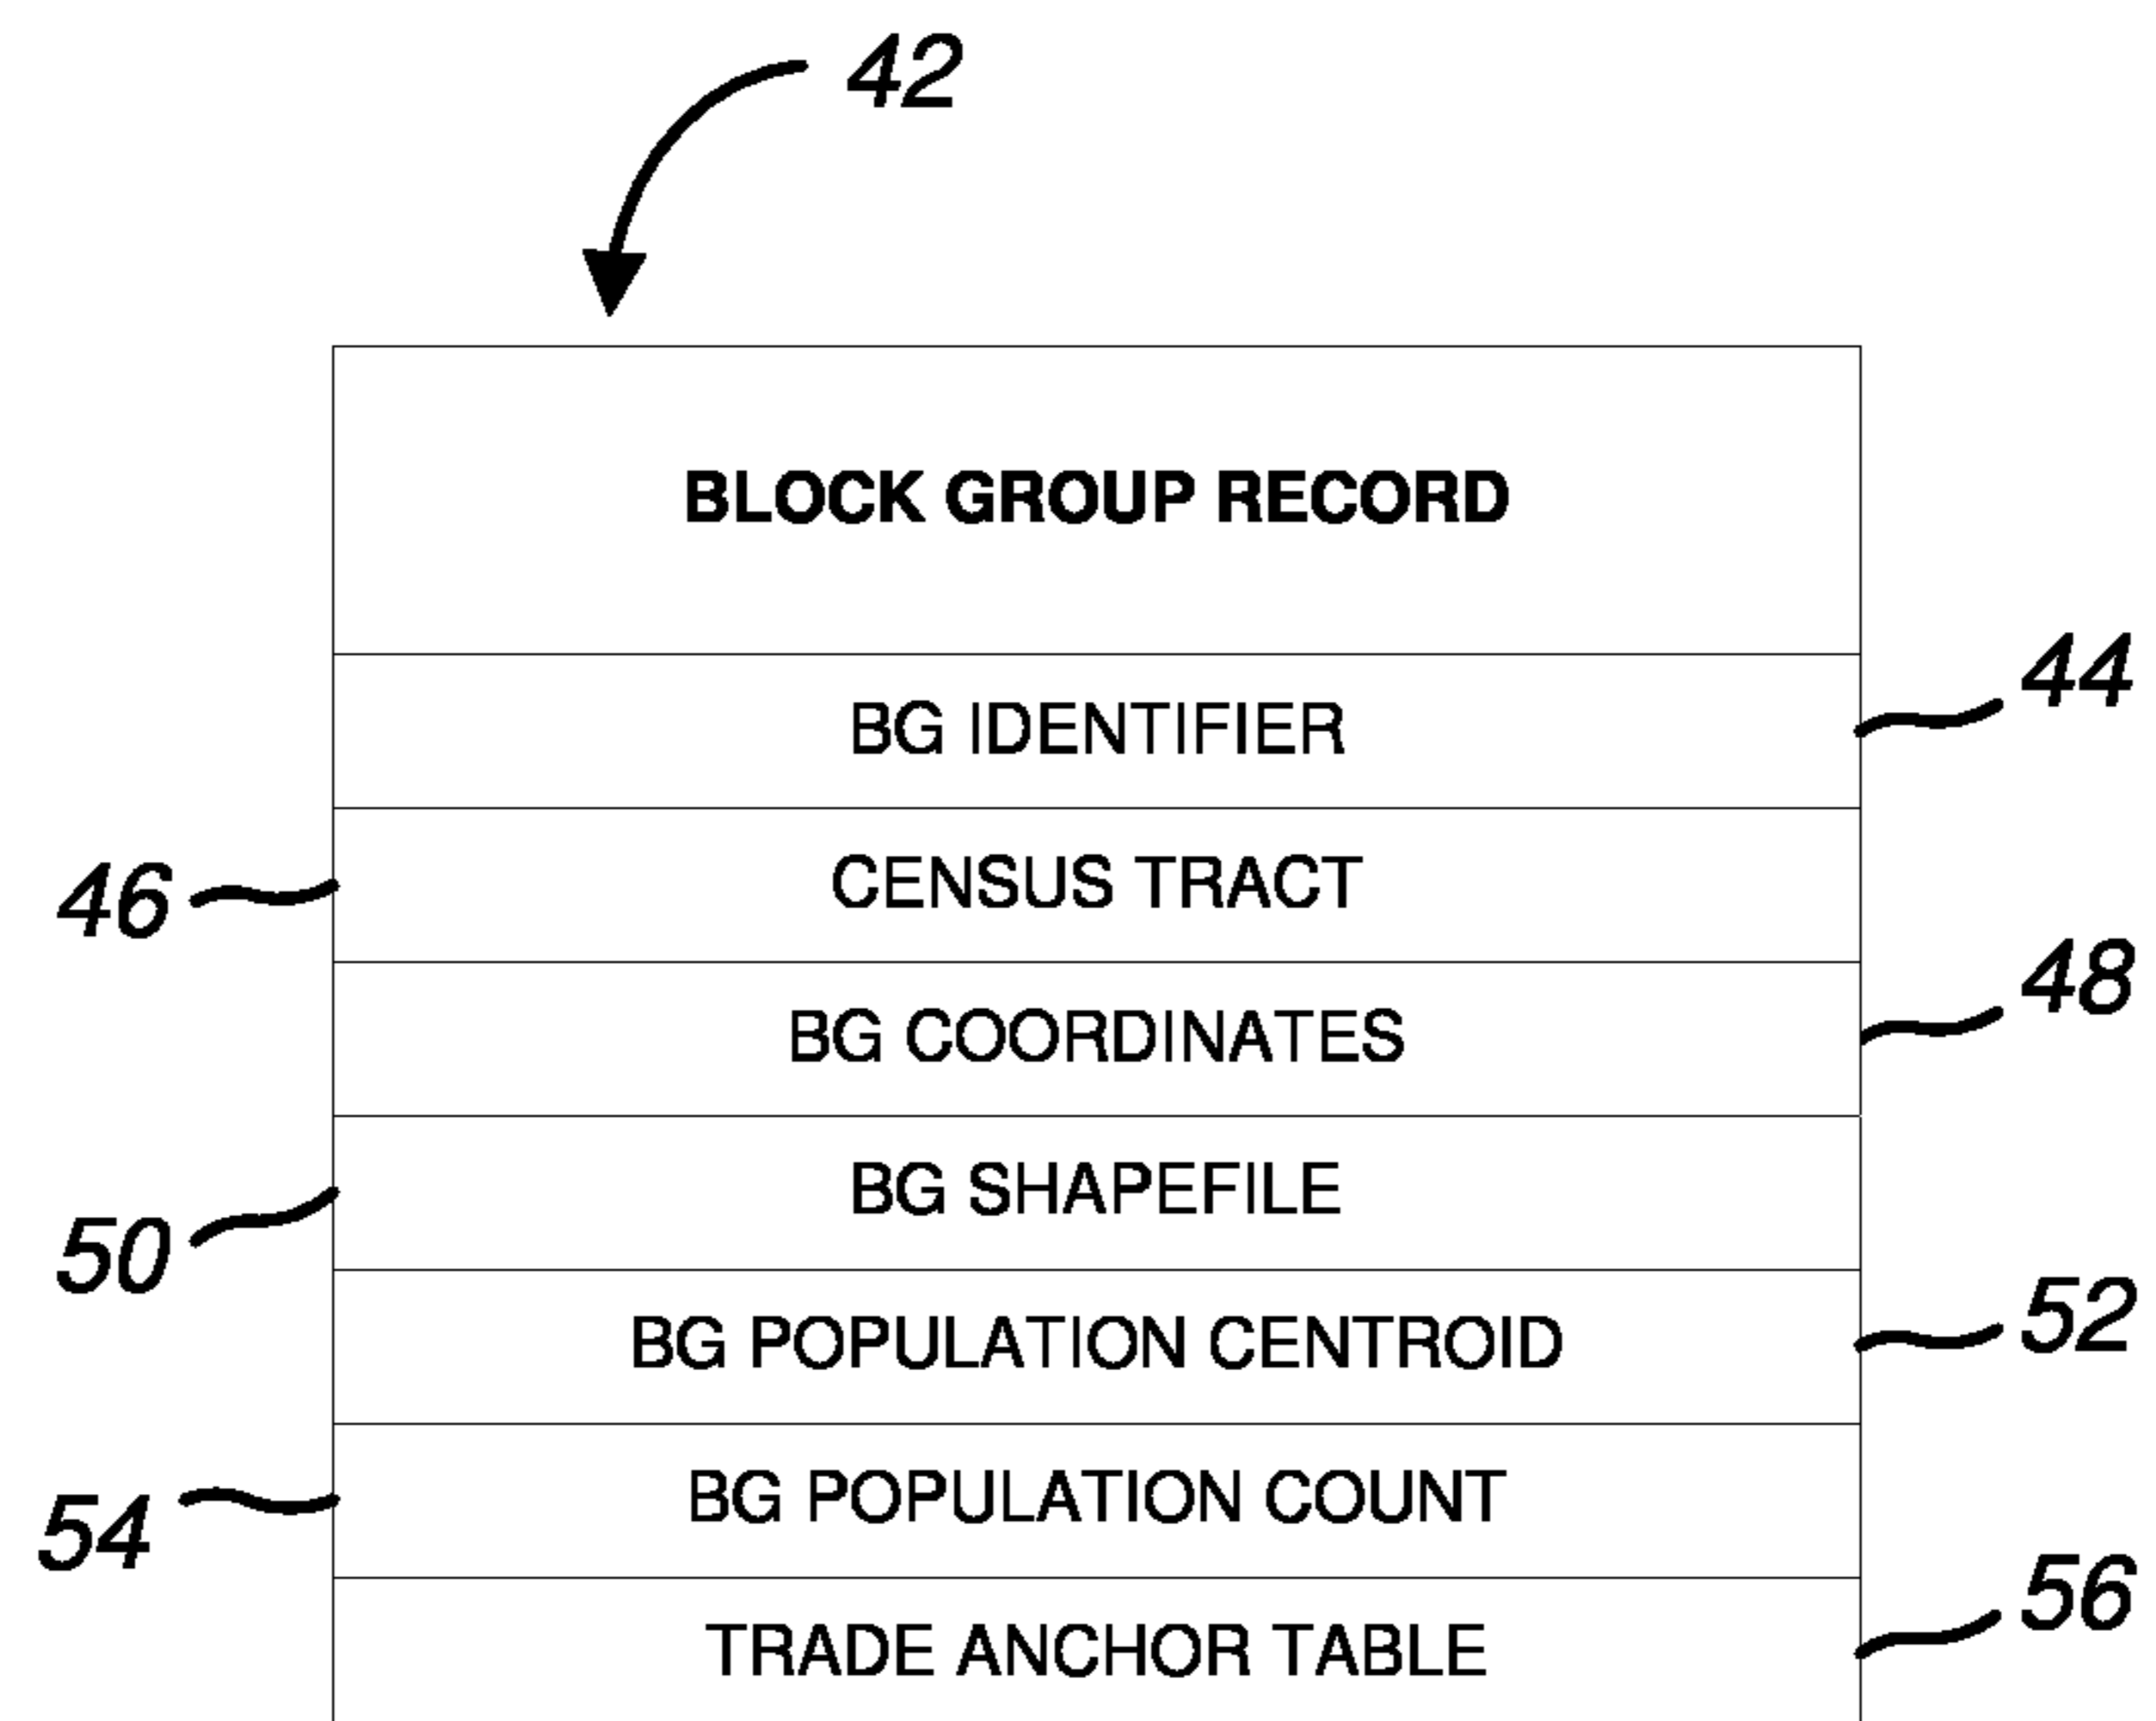 42
BLOCK GROUP RECORD
BG IDENTIFIER
44
46
CENSUS TRACT
BG COORDINATES
48
50
BG SHAPEFILE
BG POPULATION CENTROID
52
54
BG POPULATION COUNT
TRADE ANCHOR TABLE
56